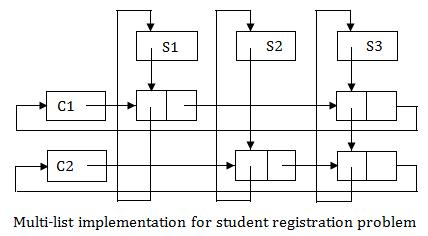 S1 S2 S3
C1
C2
Multi-list implementation for student registration problem